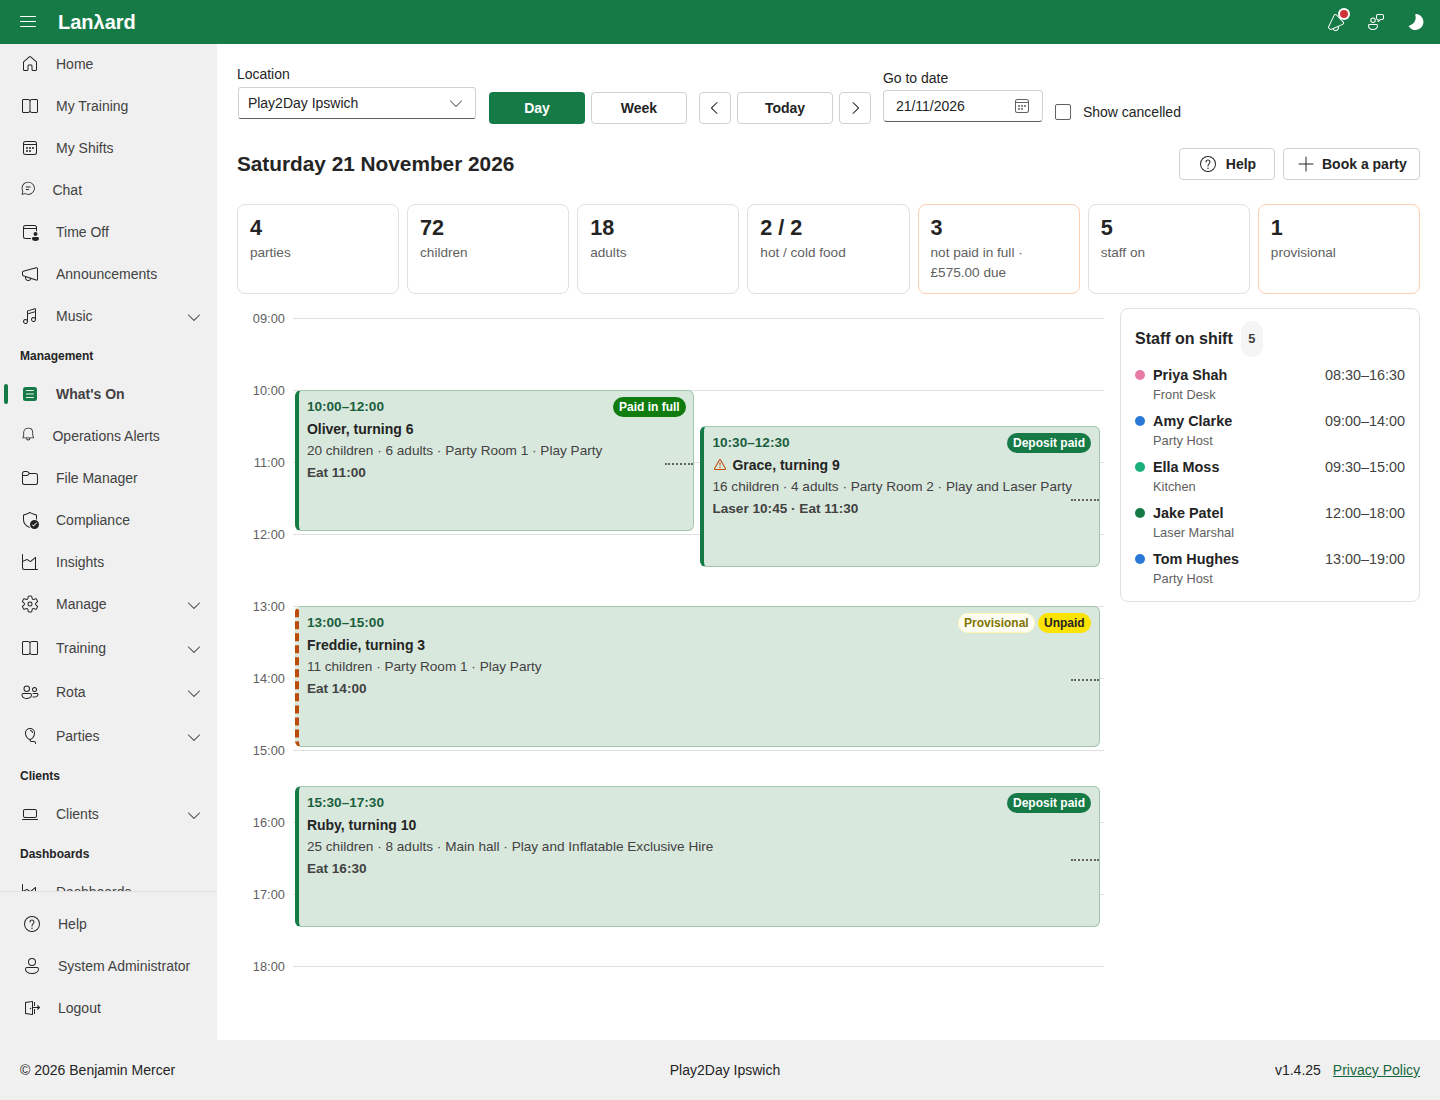 Lanλard
Home
My Training
My Shifts
Chat
Time Off
Announcements
Music
Management
What's On
Operations Alerts
File Manager
Compliance
Insights
Manage
Training
Rota
Parties
Clients
Clients
Dashboards
Dashboards
Help
System Administrator
Logout
Location
Play2Day Ipswich
Day
Week
Today
Go to date
21/11/2026
Show cancelled
Saturday 21 November 2026
Help
Book a party
4
parties
72
children
18
adults
2 / 2
hot / cold food
3
not paid in full ·
£575.00 due
5
staff on
1
provisional
09:00
10:00
11:00
12:00
13:00
14:00
15:00
16:00
17:00
18:00
10:00–12:00
Paid in full
Oliver, turning 6
20 children · 6 adults · Party Room 1 · Play Party
Eat 11:00
10:30–12:30
Deposit paid
Grace, turning 9
16 children · 4 adults · Party Room 2 · Play and Laser Party
Laser 10:45 · Eat 11:30
13:00–15:00
Provisional
Unpaid
Freddie, turning 3
11 children · Party Room 1 · Play Party
Eat 14:00
15:30–17:30
Deposit paid
Ruby, turning 10
25 children · 8 adults · Main hall · Play and Inflatable Exclusive Hire
Eat 16:30
Staff on shift 5
Priya Shah 08:30–16:30
Front Desk
Amy Clarke 09:00–14:00
Party Host
Ella Moss 09:30–15:00
Kitchen
Jake Patel 12:00–18:00
Laser Marshal
Tom Hughes 13:00–19:00
Party Host
© 2026 Benjamin Mercer
Play2Day Ipswich
v1.4.25 Privacy Policy